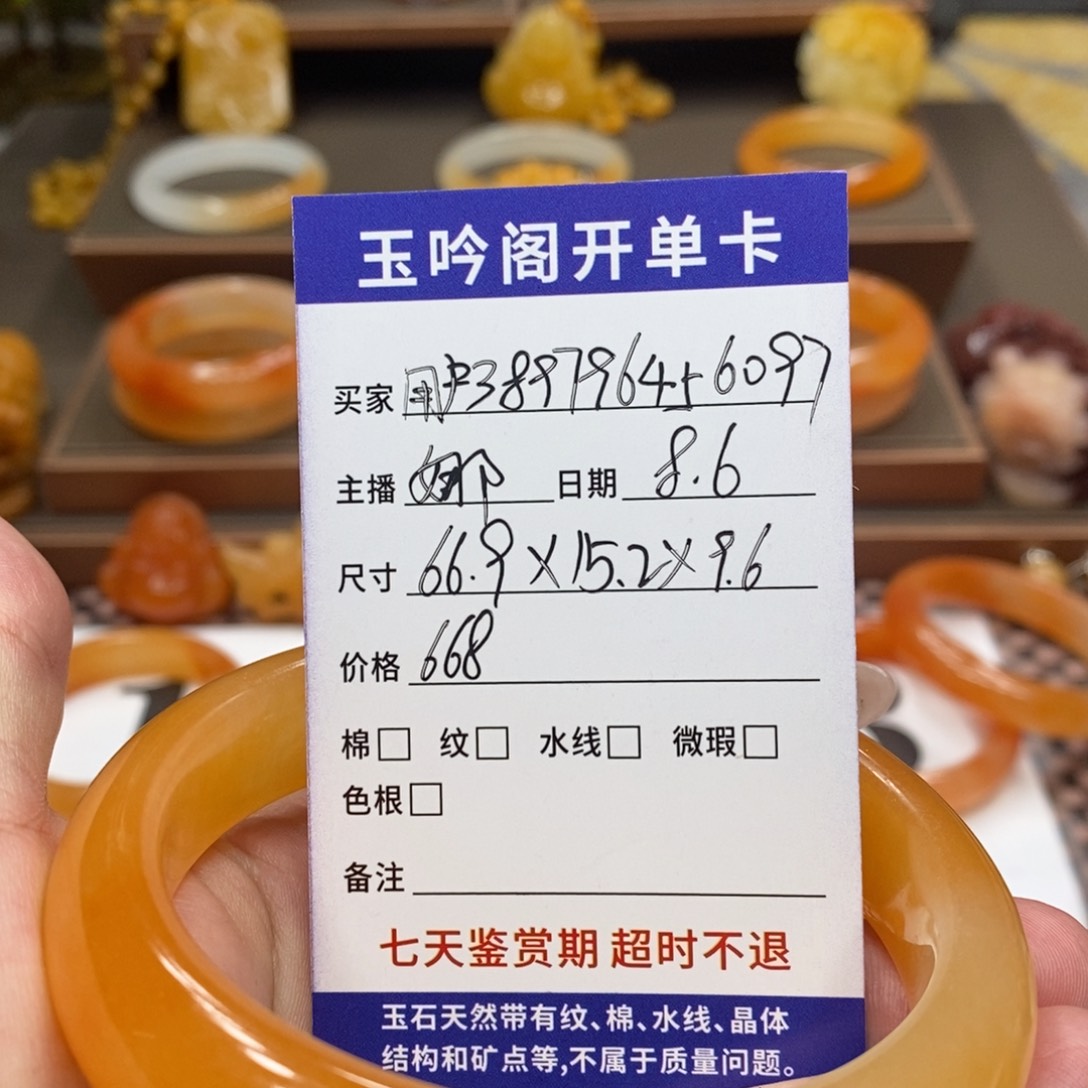 玉吟阁开单卡
买家 用户389796456097
主播 娜 日期 8.6
尺寸 66.9×15.2×9.6
价格 668
棉□ 纹□ 水线□ 微瑕□
色根□
备注
七天鉴赏期 超时不退
玉石天然带有纹、棉、水线、晶体
结构和矿点等,不属于质量问题。